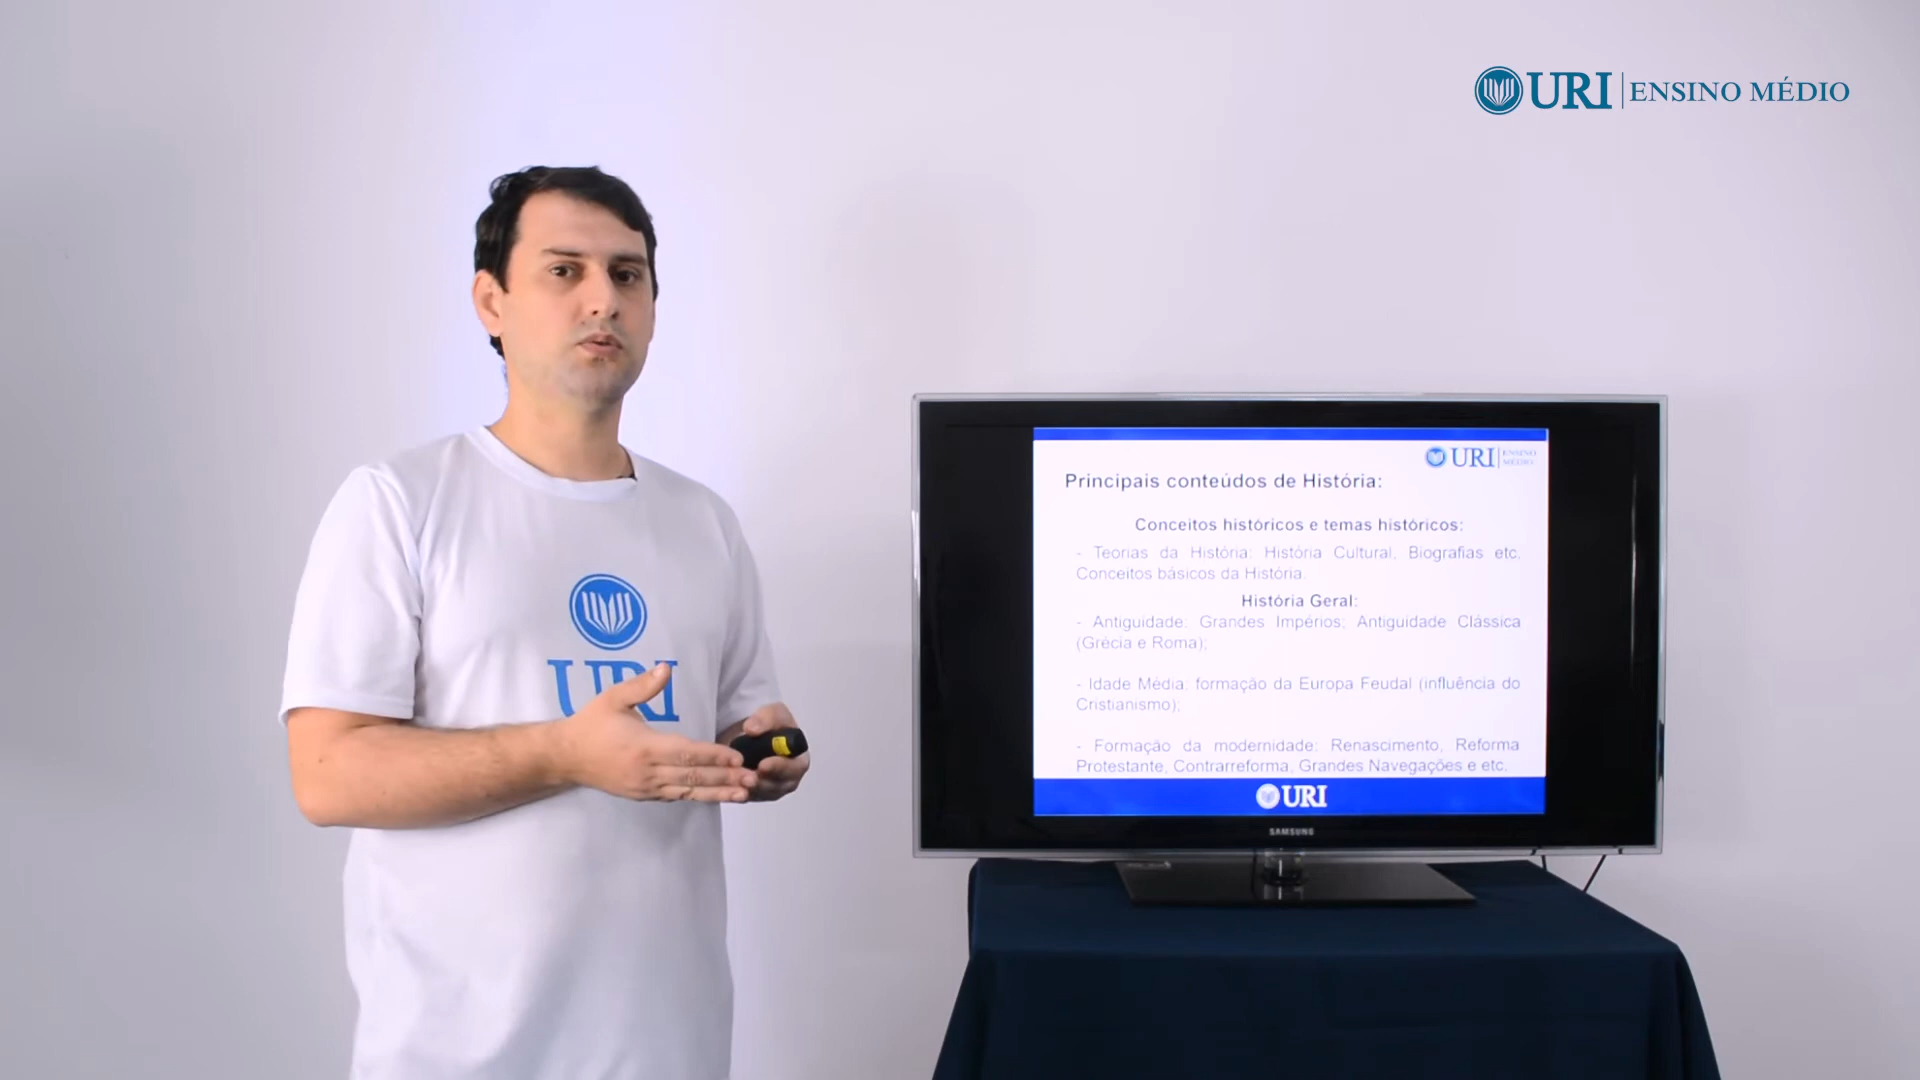 URI | ENSINO MÉDIO
URI
URI | ENSINO
MÉDIO
Principais conteúdos de História:
Conceitos históricos e temas históricos:
- Teorias da História: História Cultural, Biografias etc.
Conceitos básicos da História.
História Geral:
- Antiguidade: Grandes Impérios; Antiguidade Clássica
(Grécia e Roma);
- Idade Média: formação da Europa Feudal (influência do
Cristianismo);
- Formação da modernidade: Renascimento, Reforma
Protestante, Contrarreforma, Grandes Navegações e etc.
URI
SAMSUNG